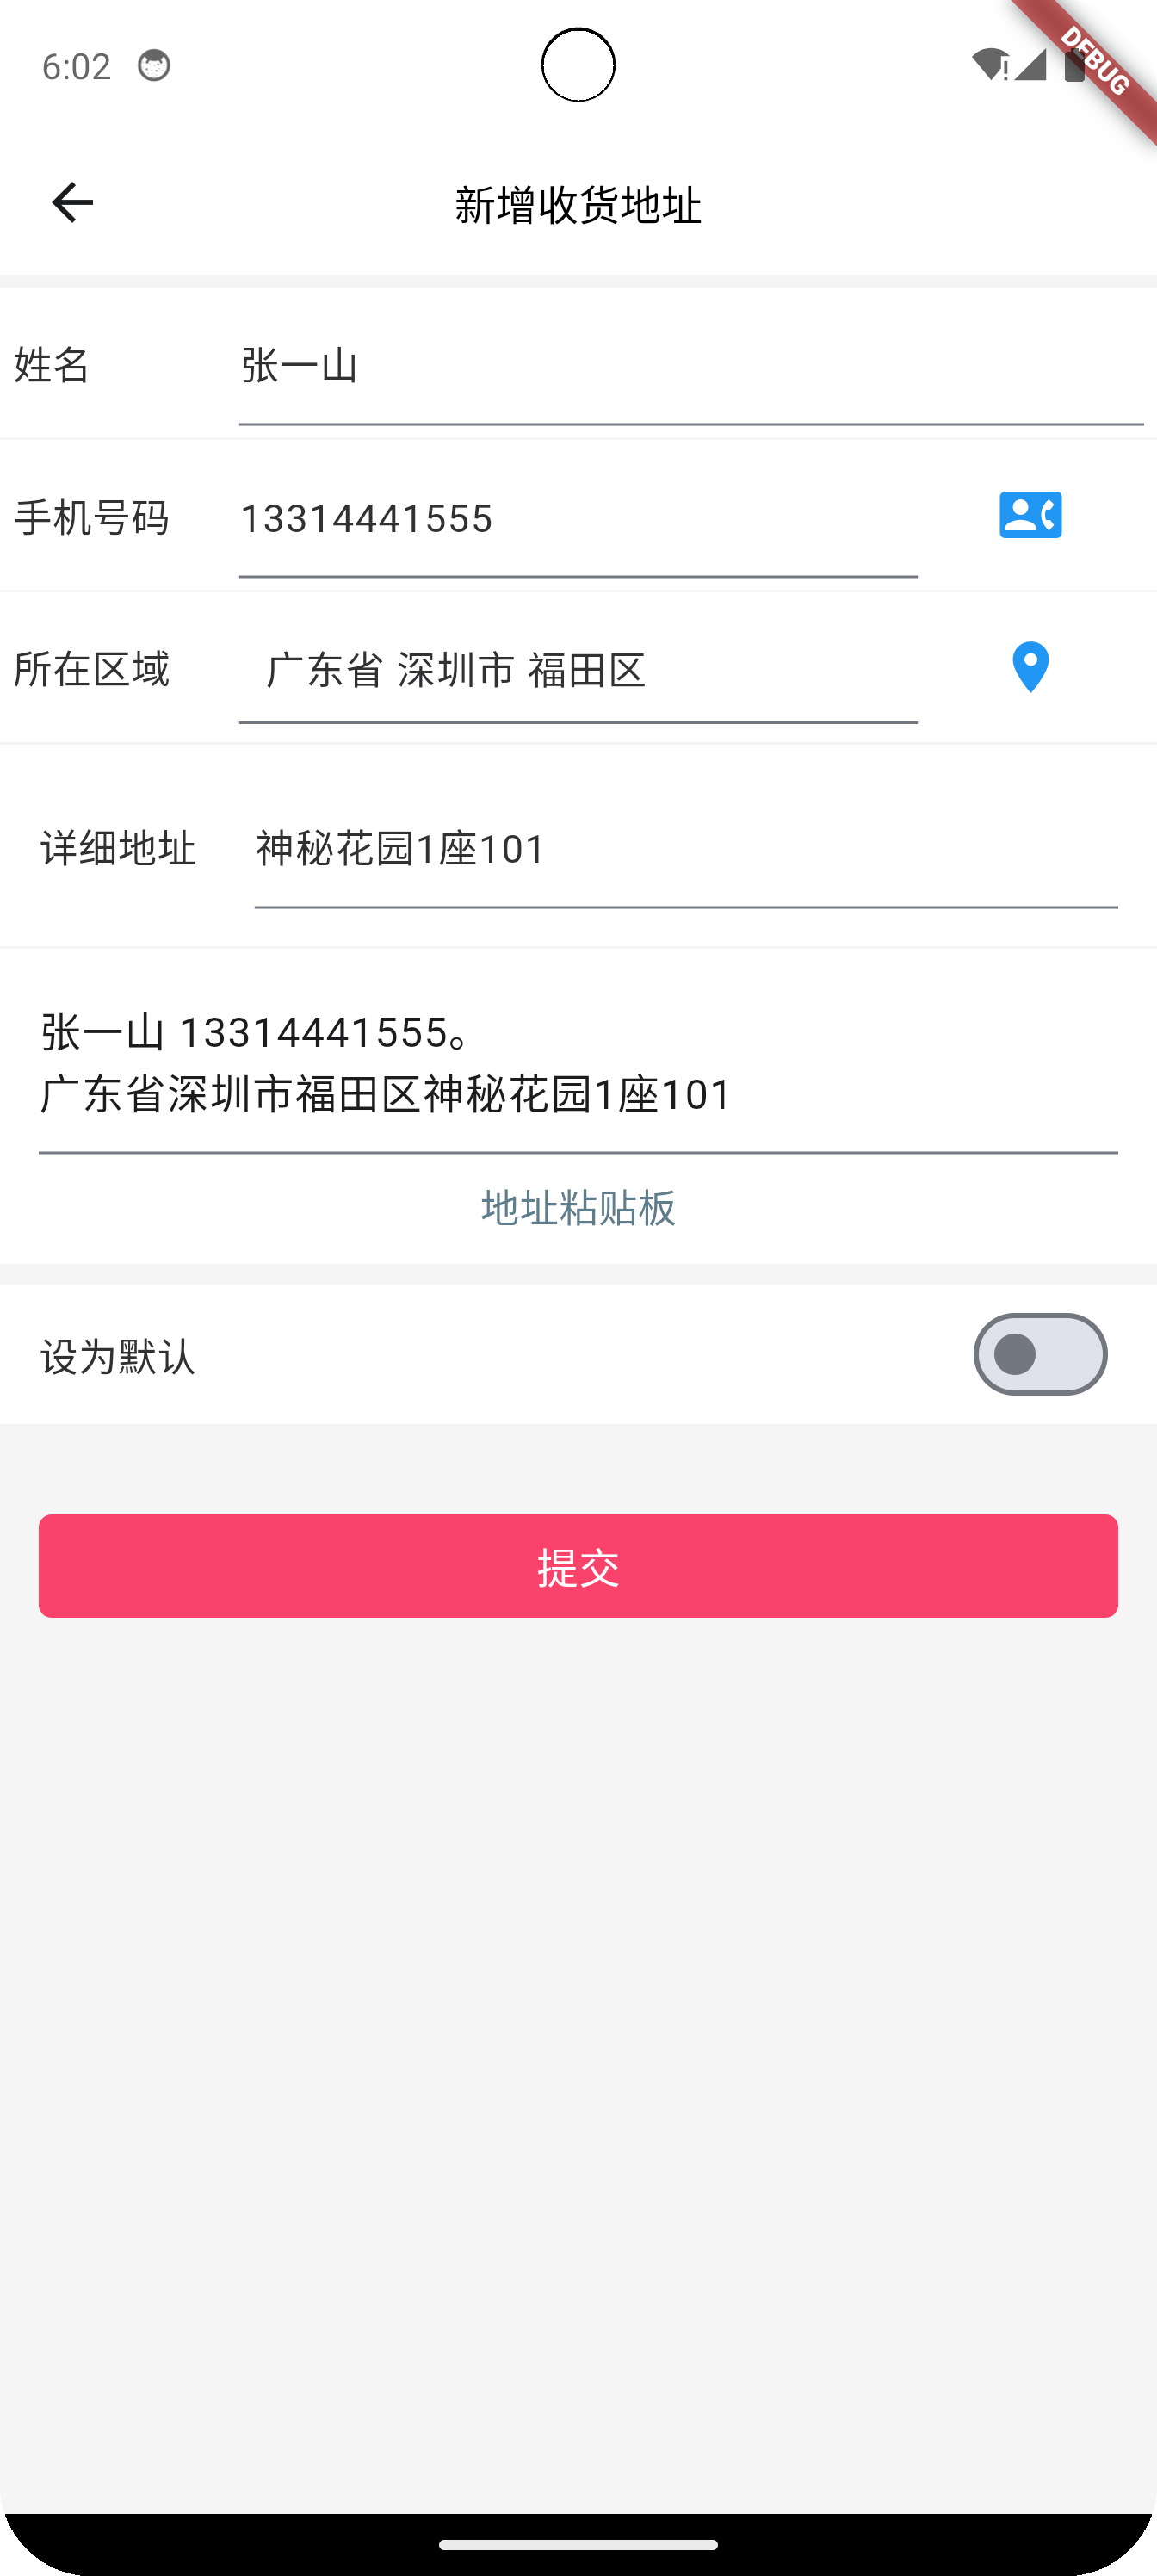 6:02
DEBUG
新增收货地址
姓名 张一山
手机号码 13314441555
所在区域 广东省 深圳市 福田区
详细地址 神秘花园1座101
张一山 13314441555。
广东省深圳市福田区神秘花园1座101
地址粘贴板
设为默认
提交